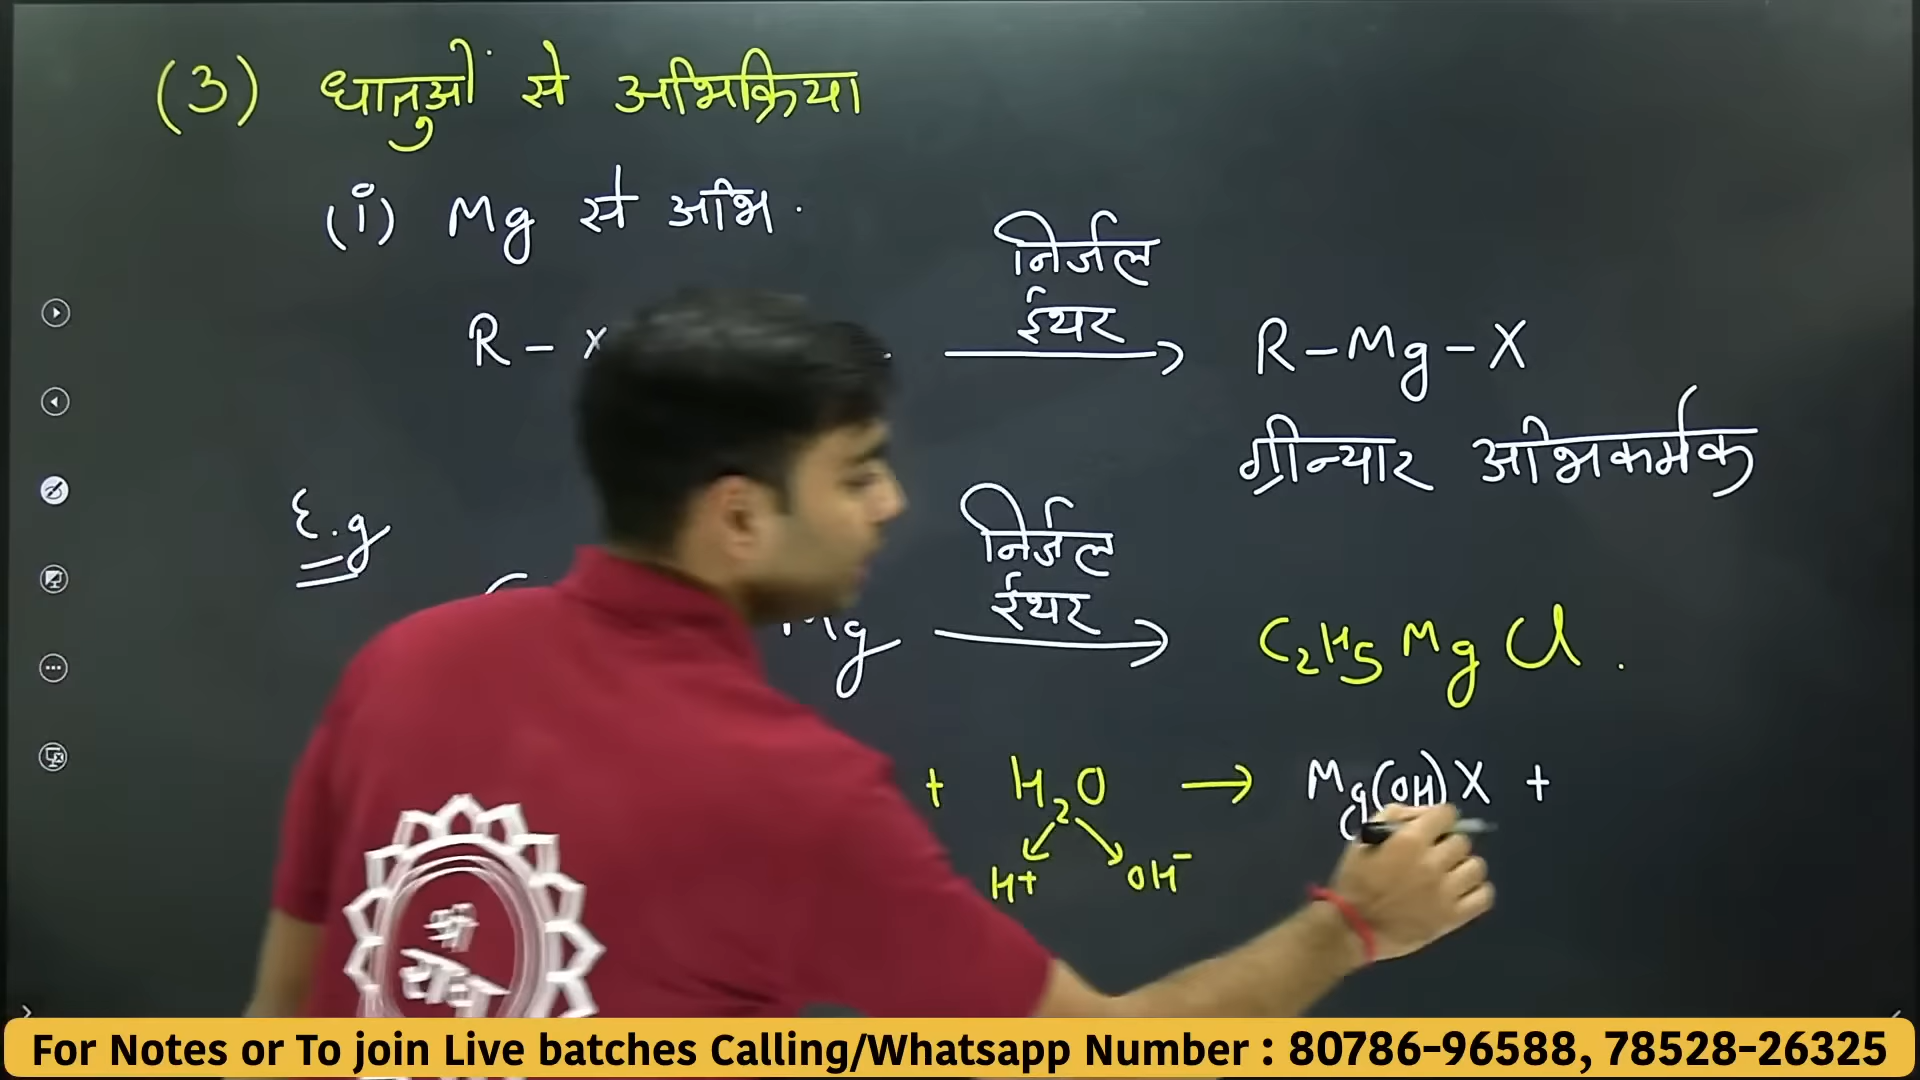 (3) धातुओं से अभिक्रिया
(i) Mg से अभि.
निर्जल
ईथर
R - X → R - Mg - X
ग्रीन्यार अभिकर्मक
E.g
निर्जल
ईथर
Mg → C2H5MgCl.
+ H2O → Mg(OH)X +
H+ OH-
For Notes or To join Live batches Calling/Whatsapp Number : 80786-96588, 78528-26325